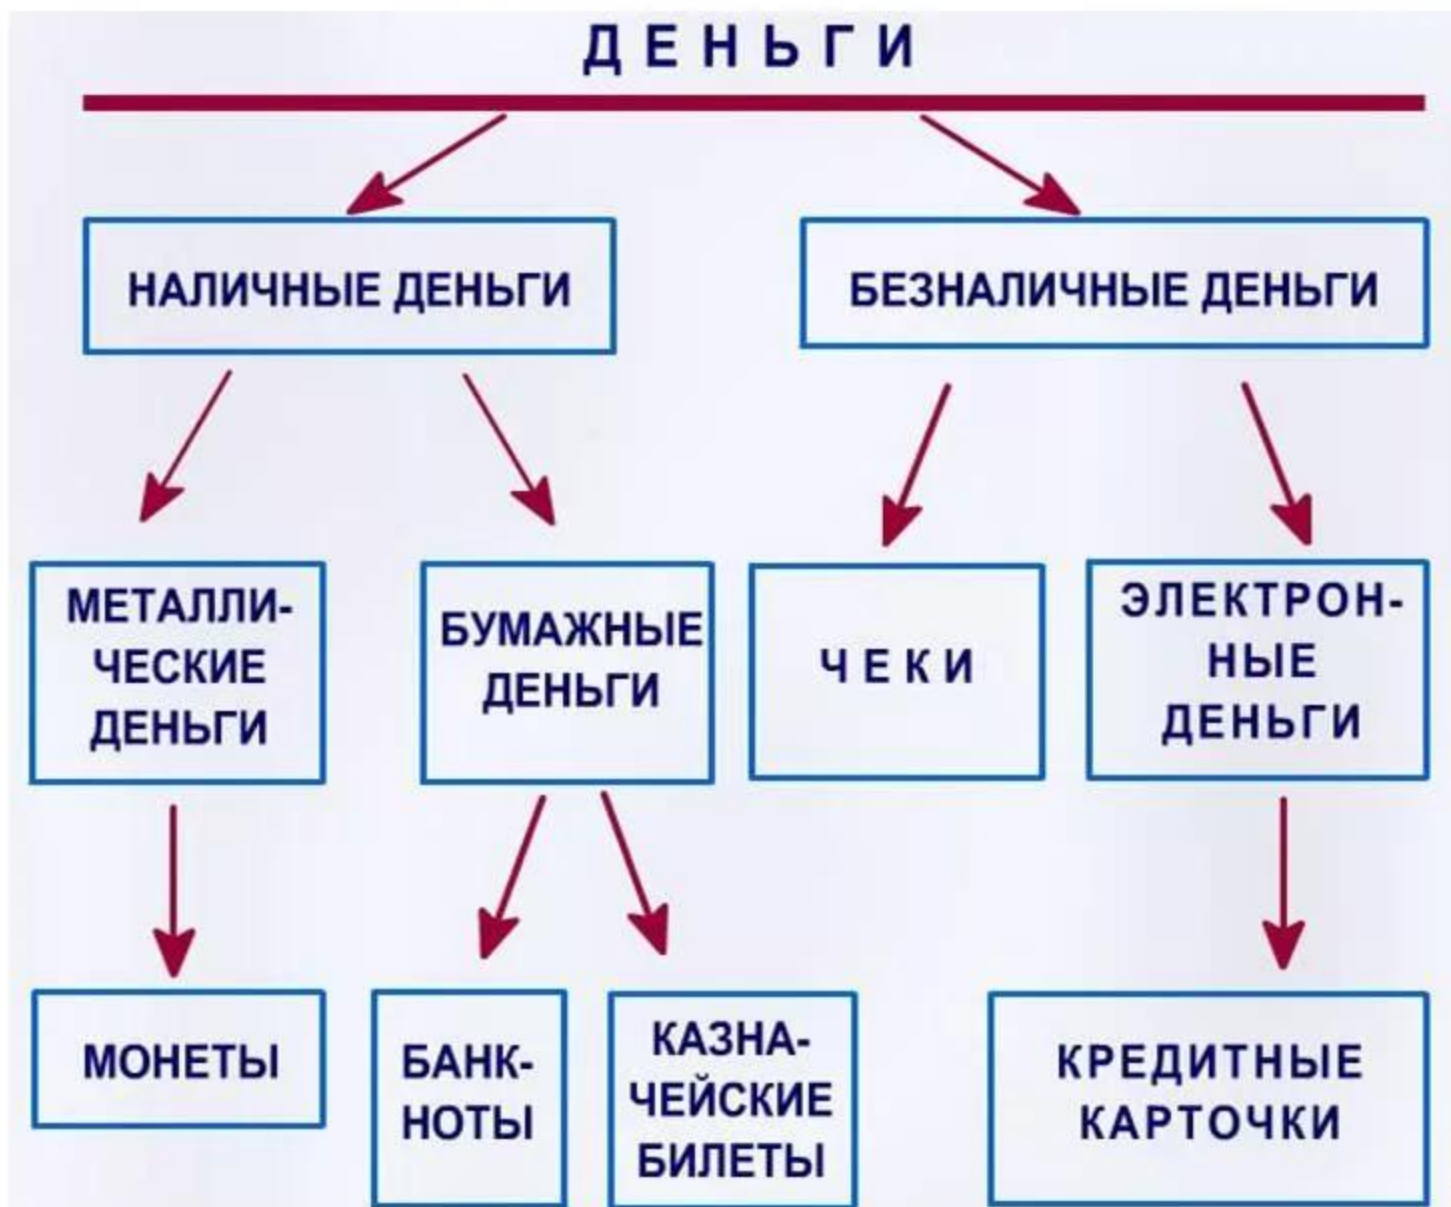 ДЕНЬГИ
НАЛИЧНЫЕ ДЕНЬГИ
БЕЗНАЛИЧНЫЕ ДЕНЬГИ
МЕТАЛЛИ-
ЧЕСКИЕ
ДЕНЬГИ
БУМАЖНЫЕ
ДЕНЬГИ
ЧЕКИ
ЭЛЕКТРОН-
НЫЕ
ДЕНЬГИ
МОНЕТЫ
БАНК-
НОТЫ
КАЗНА-
ЧЕЙСКИЕ
БИЛЕТЫ
КРЕДИТНЫЕ
КАРТОЧКИ